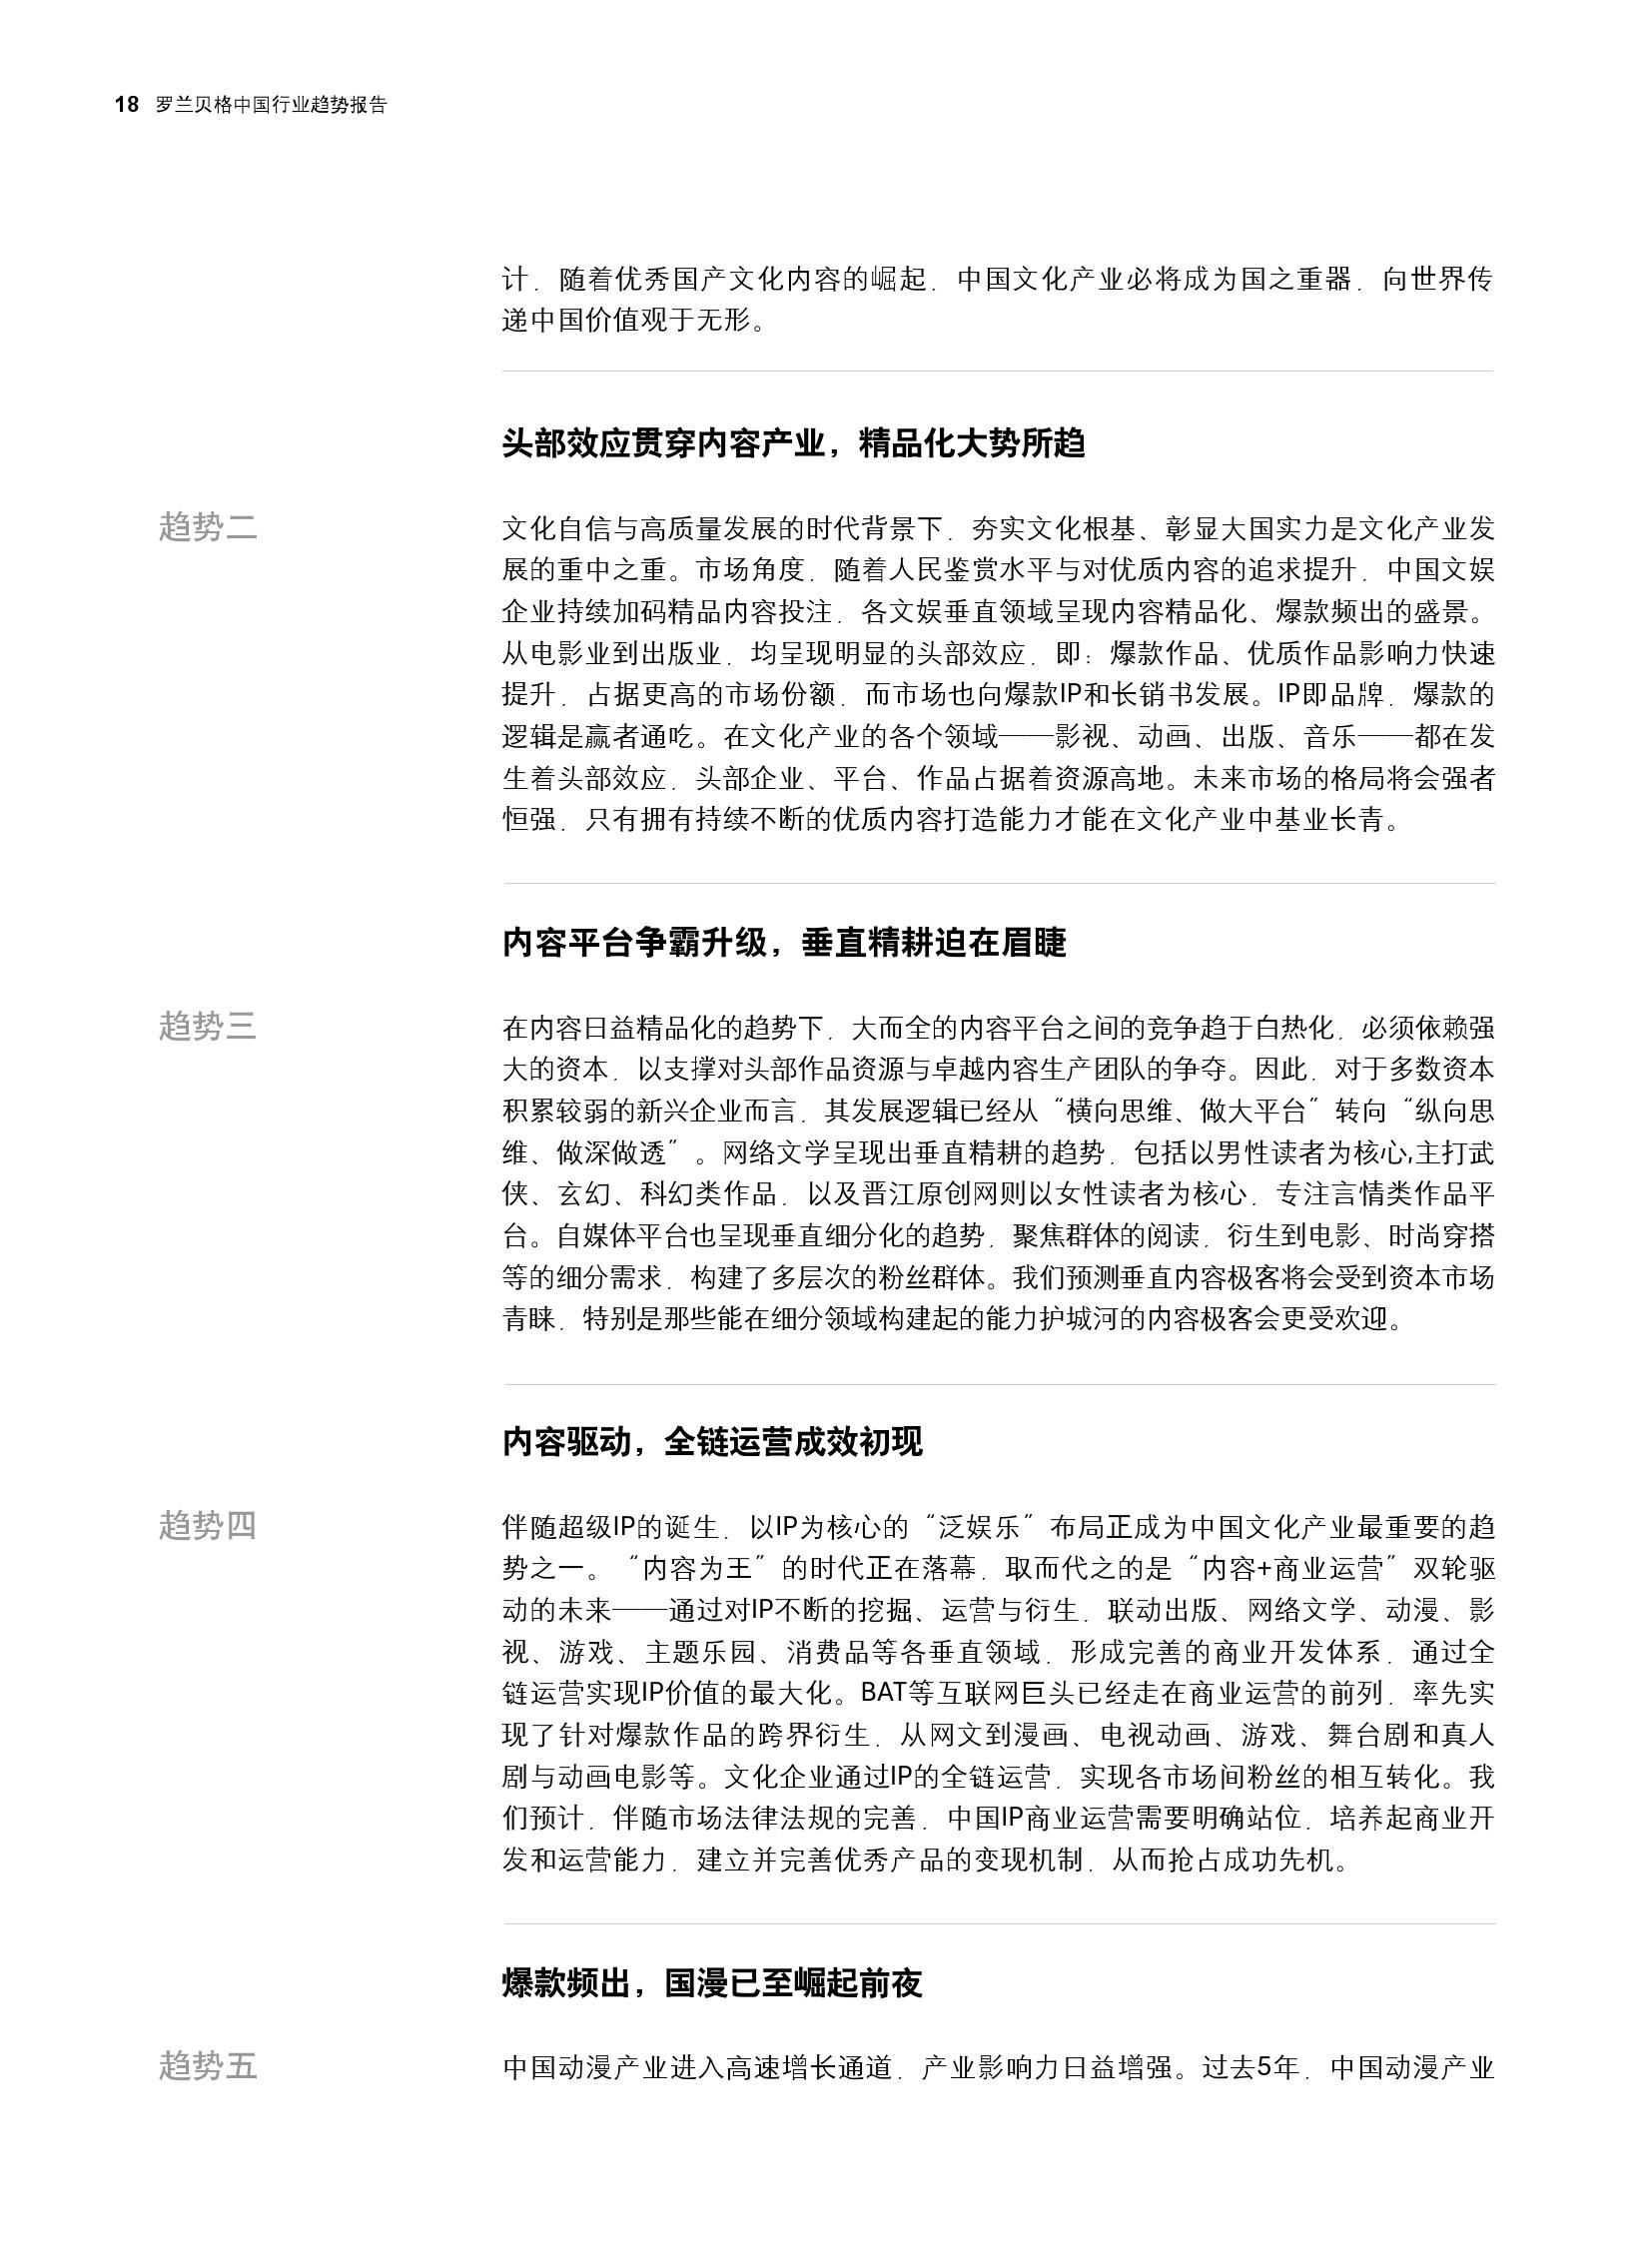 18 罗兰贝格中国行业趋势报告
计，随着优秀国产文化内容的崛起，中国文化产业必将成为国之重器，向世界传
递中国价值观于无形。
头部效应贯穿内容产业，精品化大势所趋
趋势二
文化自信与高质量发展的时代背景下，夯实文化根基、彰显大国实力是文化产业发
展的重中之重。市场角度，随着人民鉴赏水平与对优质内容的追求提升，中国文娱
企业持续加码精品内容投注，各文娱垂直领域呈现内容精品化、爆款频出的盛景。
从电影业到出版业，均呈现明显的头部效应，即：爆款作品、优质作品影响力快速
提升，占据更高的市场份额，而市场也向爆款IP和长销书发展。IP即品牌，爆款的
逻辑是赢者通吃。在文化产业的各个领域——影视、动画、出版、音乐——都在发
生着头部效应，头部企业、平台、作品占据着资源高地。未来市场的格局将会强者
恒强，只有拥有持续不断的优质内容打造能力才能在文化产业中基业长青。
内容平台争霸升级，垂直精耕迫在眉睫
趋势三
在内容日益精品化的趋势下，大而全的内容平台之间的竞争趋于白热化，必须依赖强
大的资本，以支撑对头部作品资源与卓越内容生产团队的争夺。因此，对于多数资本
积累较弱的新兴企业而言，其发展逻辑已经从“横向思维、做大平台”转向“纵向思
维、做深做透”。网络文学呈现出垂直精耕的趋势，包括以男性读者为核心,主打武
侠、玄幻、科幻类作品，以及晋江原创网则以女性读者为核心，专注言情类作品平
台。自媒体平台也呈现垂直细分化的趋势，聚焦群体的阅读，衍生到电影、时尚穿搭
等的细分需求，构建了多层次的粉丝群体。我们预测垂直内容极客将会受到资本市场
青睐，特别是那些能在细分领域构建起的能力护城河的内容极客会更受欢迎。
内容驱动，全链运营成效初现
趋势四
伴随超级IP的诞生，以IP为核心的“泛娱乐”布局正成为中国文化产业最重要的趋
势之一。“内容为王”的时代正在落幕，取而代之的是“内容+商业运营”双轮驱
动的未来——通过对IP不断的挖掘、运营与衍生，联动出版、网络文学、动漫、影
视、游戏、主题乐园、消费品等各垂直领域，形成完善的商业开发体系，通过全
链运营实现IP价值的最大化。BAT等互联网巨头已经走在商业运营的前列，率先实
现了针对爆款作品的跨界衍生，从网文到漫画、电视动画、游戏、舞台剧和真人
剧与动画电影等。文化企业通过IP的全链运营，实现各市场间粉丝的相互转化。我
们预计，伴随市场法律法规的完善，中国IP商业运营需要明确站位，培养起商业开
发和运营能力，建立并完善优秀产品的变现机制，从而抢占成功先机。
爆款频出，国漫已至崛起前夜
趋势五
中国动漫产业进入高速增长通道，产业影响力日益增强。过去5年，中国动漫产业